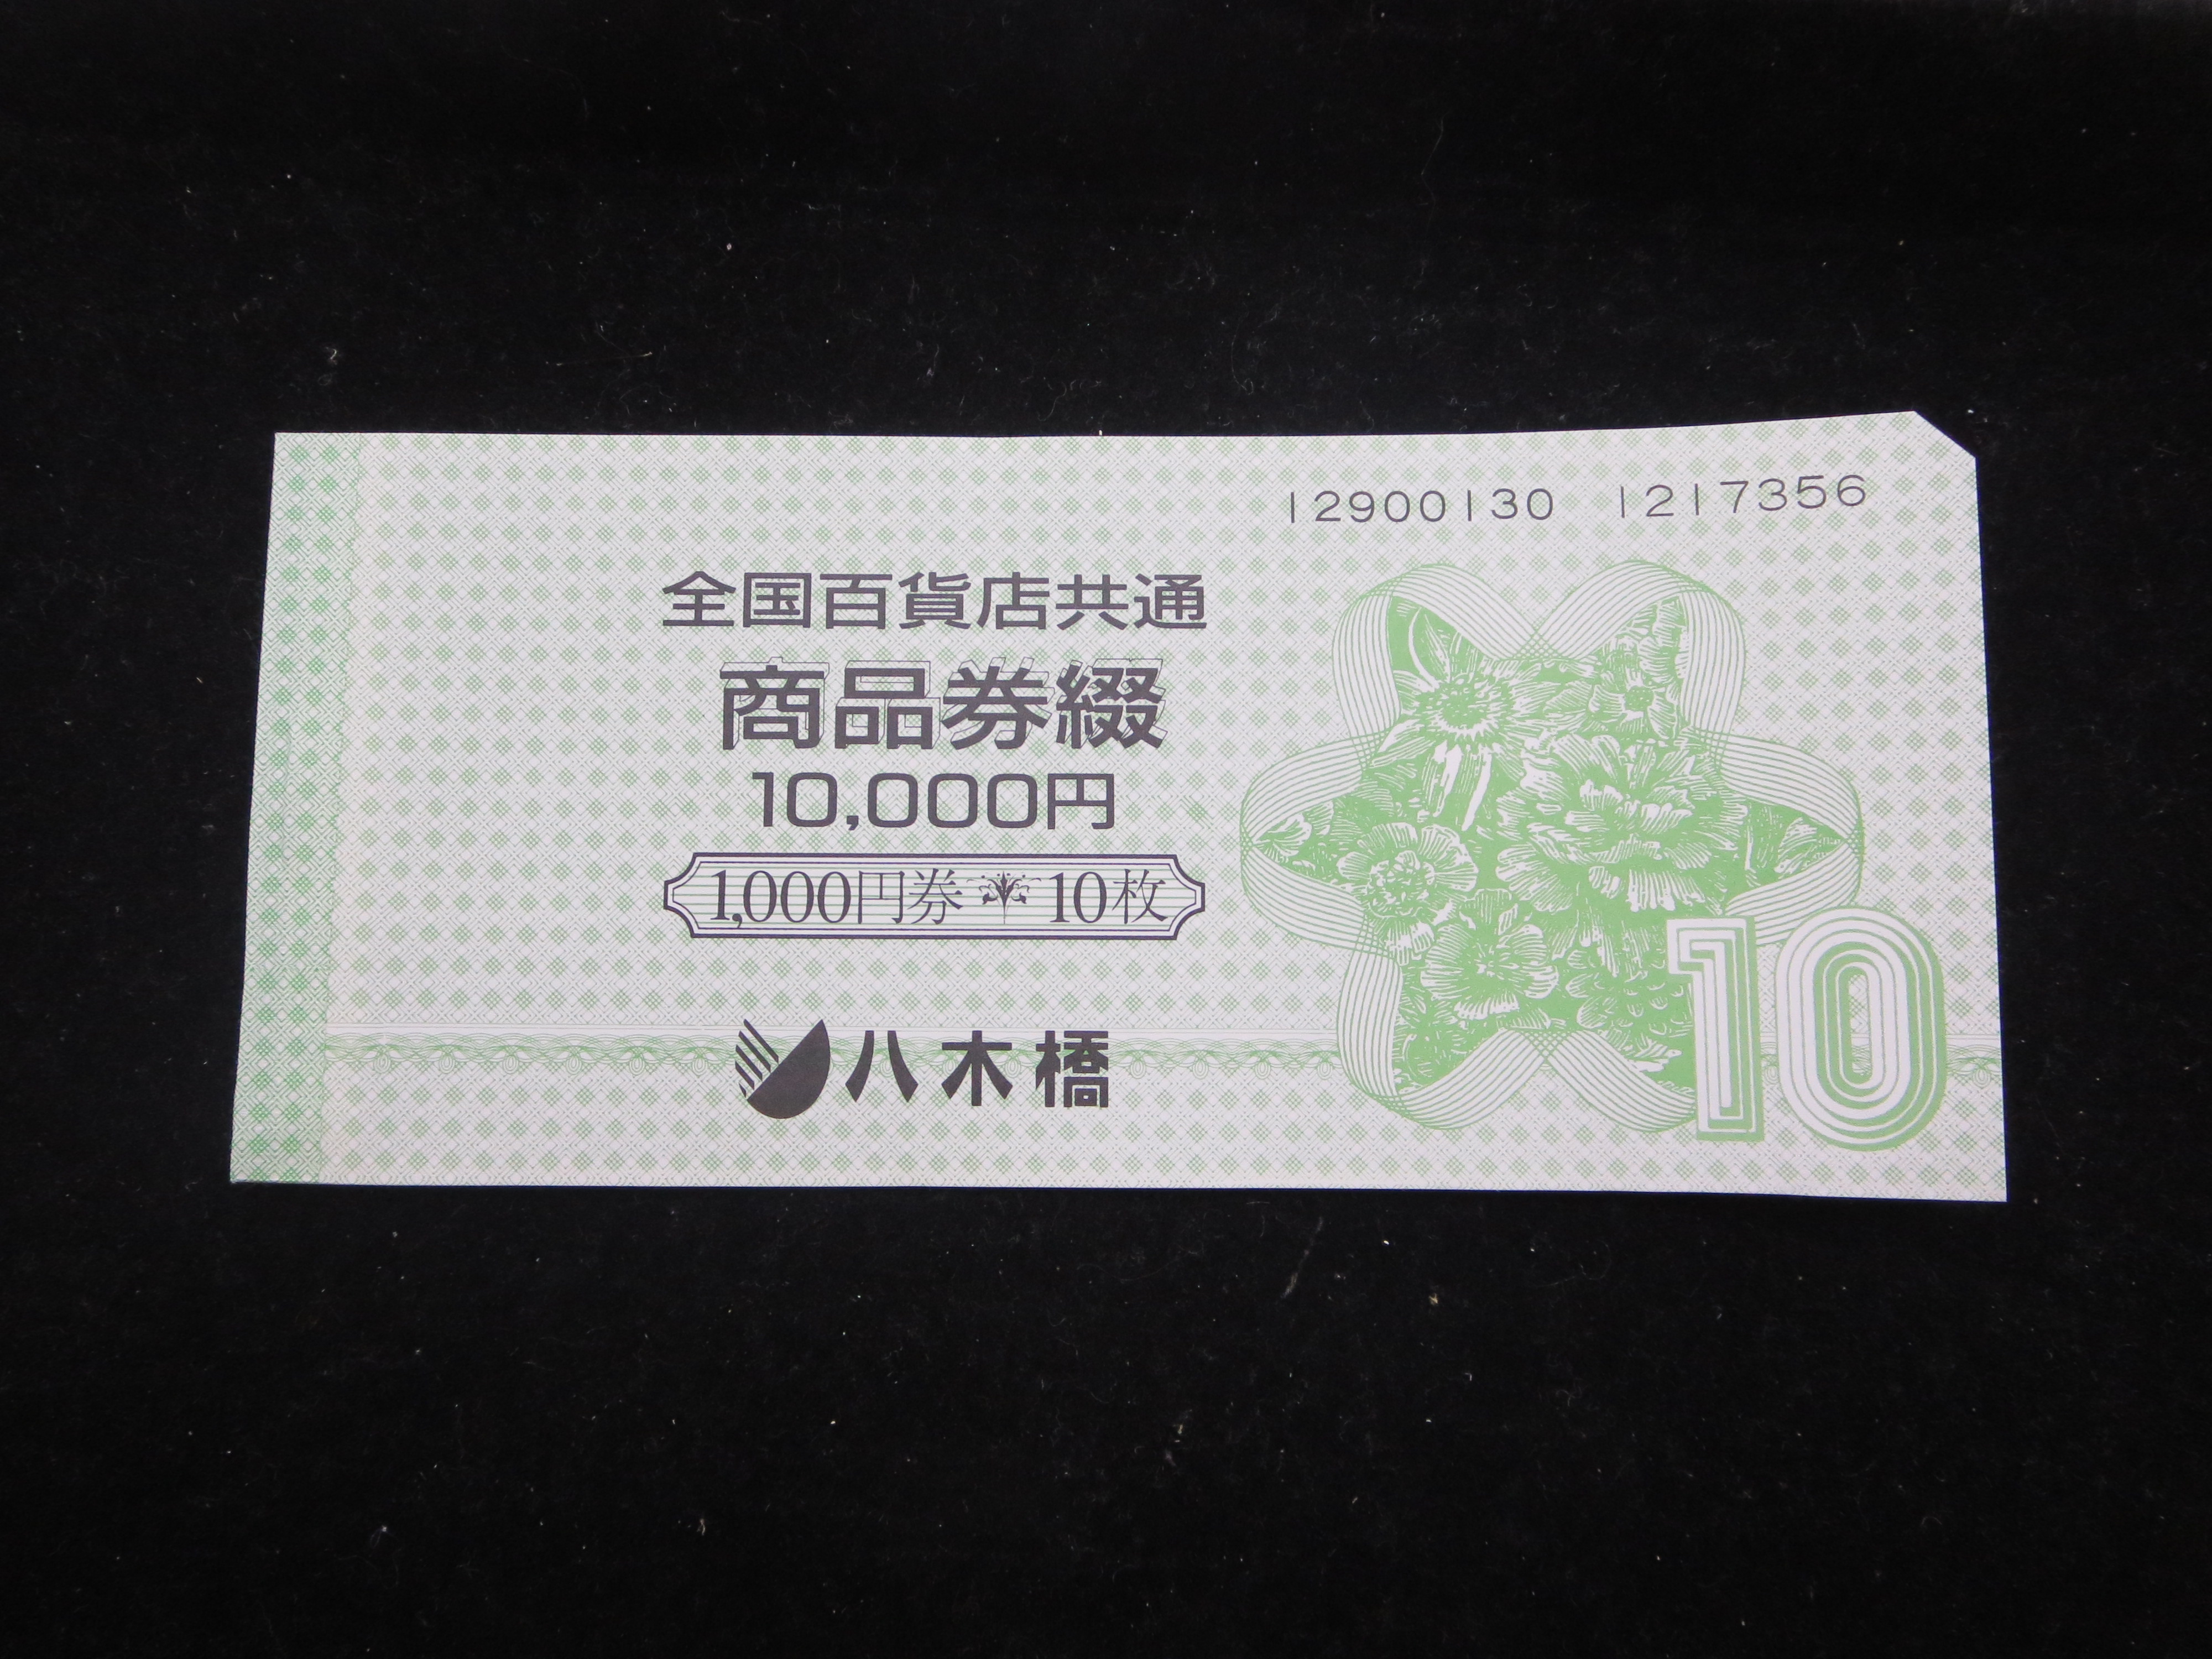 12900130 1217356
全国百貨店共通
商品券綴
10,000円
1,000円券 10枚
八木橋
10